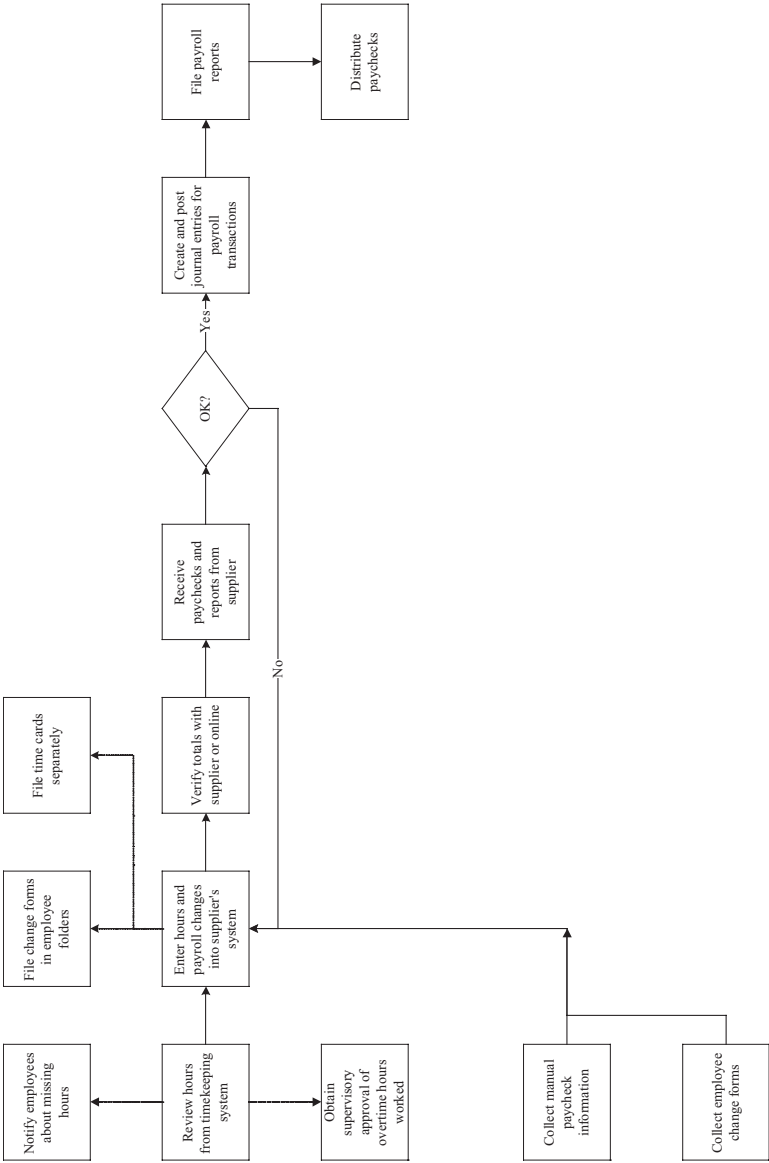 Notify employees
about missing
hours
Review hours
from timekeeping
system
Obtain
supervisory
approval of
overtime hours
worked
Collect manual
paycheck
information
Collect employee
change forms
File change forms
in employee
folders
Enter hours and
payroll changes
into supplier's
system
File time cards
separately
Verify totals with
supplier or online
Receive
paychecks and
reports from
supplier
OK?
Yes
No
Create and post
journal entries for
payroll
transactions
File payroll
reports
Distribute
paychecks